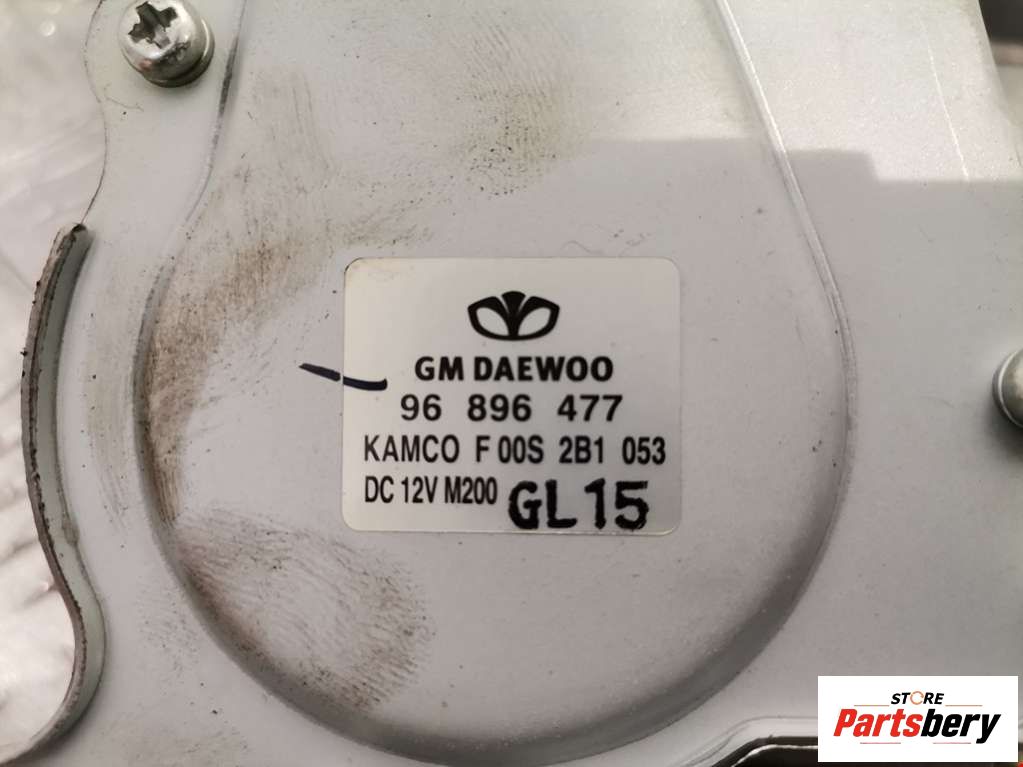 GM DAEWOO
96 896 477
KAMCO F 00S 2B1 053
DC 12V M200 GL15
STORE
Partsbery